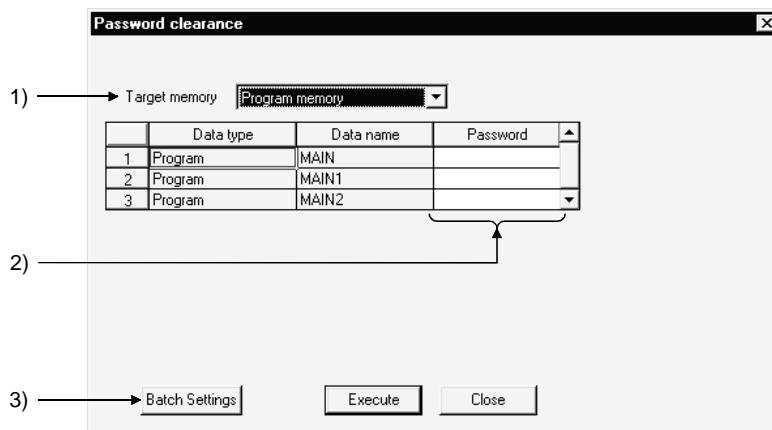 Password clearance
1) Target memory Program memory
Data type Data name Password
1 Program MAIN
2 Program MAIN1
3 Program MAIN2
2)
3) Batch Settings Execute Close